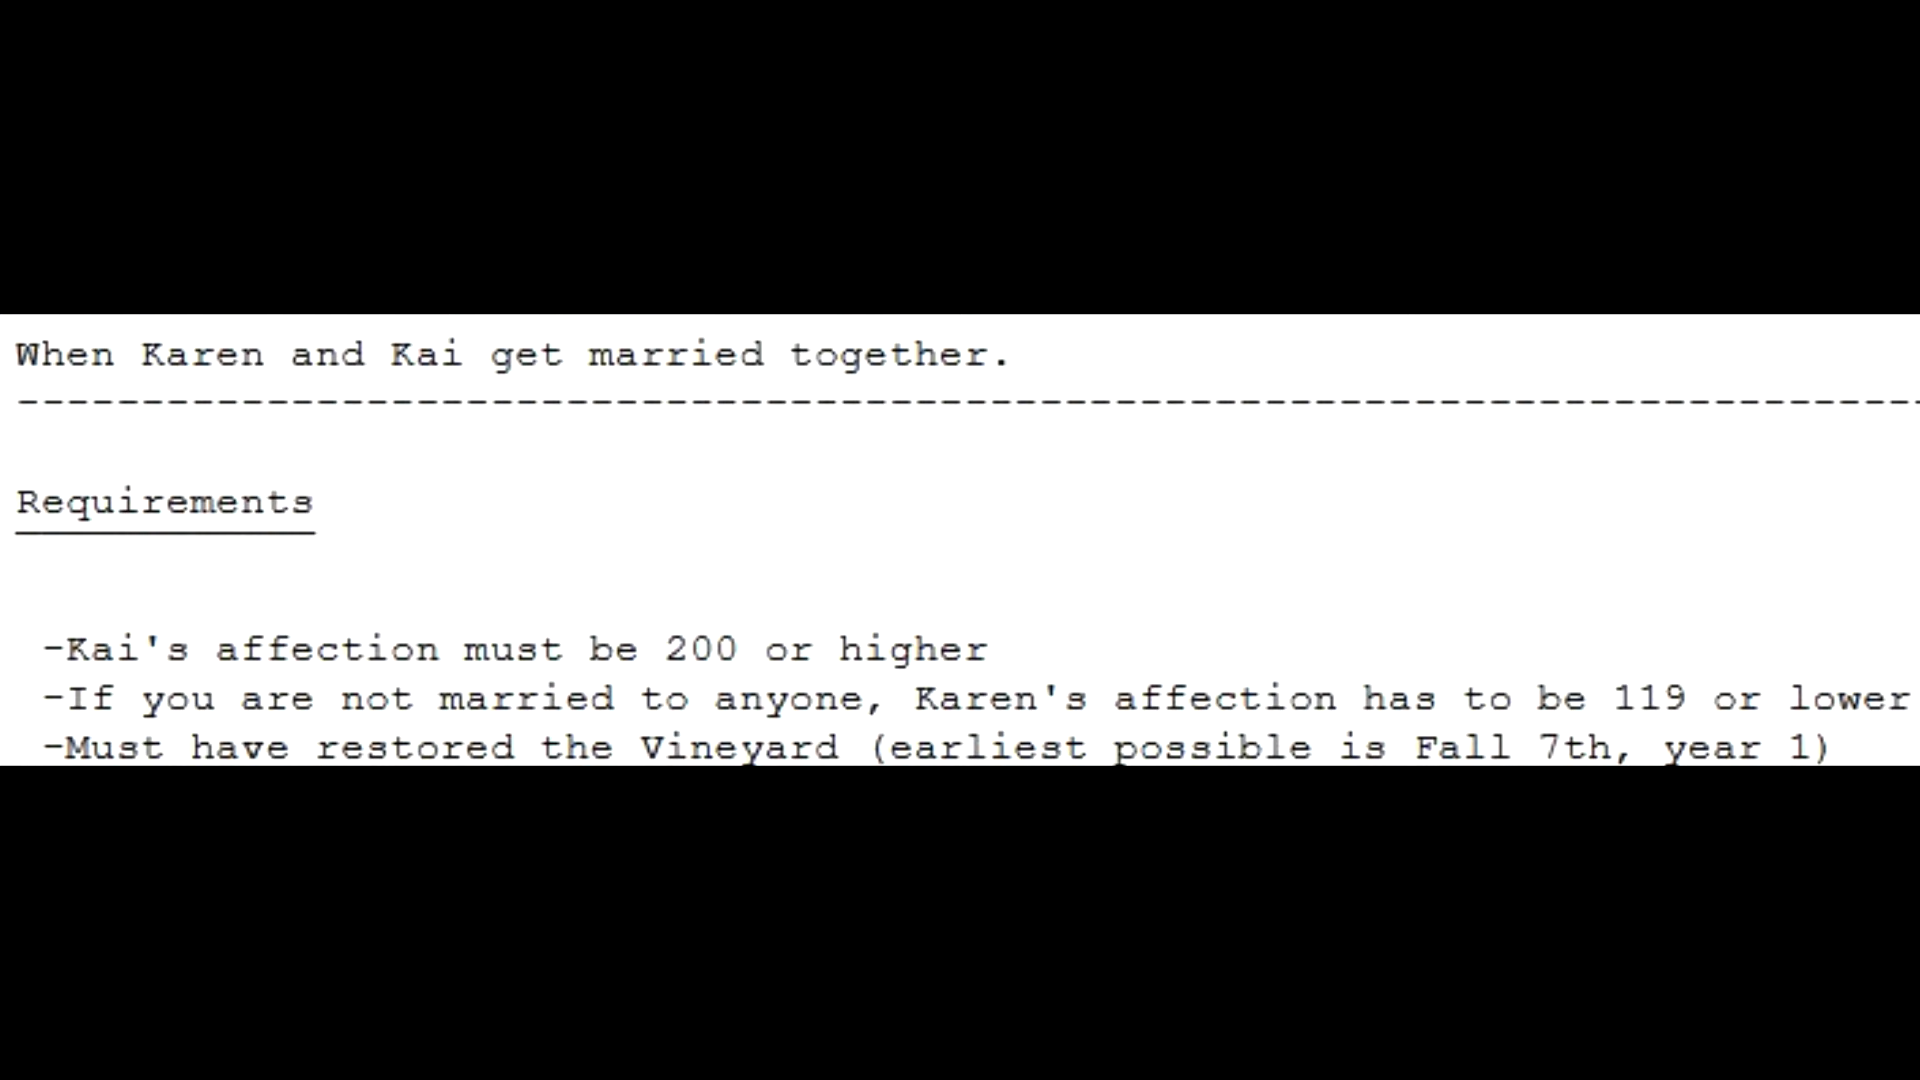 When Karen and Kai get married together.
----------------------------------------------------------------------------
Requirements
-Kai's affection must be 200 or higher
-If you are not married to anyone, Karen's affection has to be 119 or lower
-Must have restored the Vineyard (earliest possible is Fall 7th, year 1)